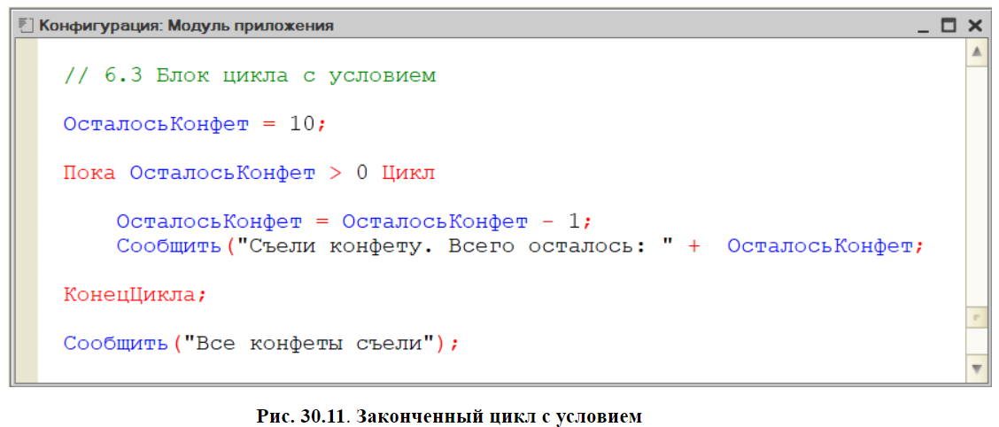 Конфигурация: Модуль приложения
// 6.3 Блок цикла с условием
ОсталосьКонфет = 10;
Пока ОсталосьКонфет > 0 Цикл
ОсталосьКонфет = ОсталосьКонфет - 1;
Сообщить("Съели конфету. Всего осталось: " +  ОсталосьКонфет;
КонецЦикла;
Сообщить("Все конфеты съели");
Рис. 30.11. Законченный цикл с условием